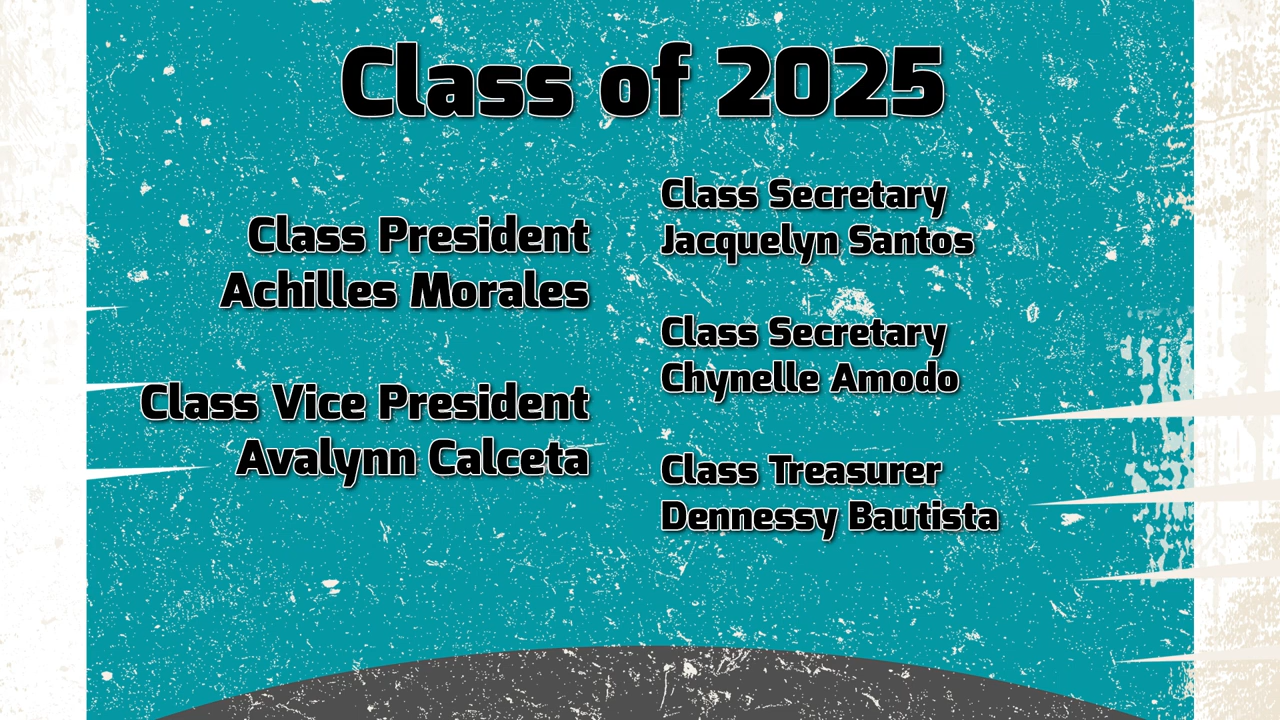 Class of 2025
Class President
Achilles Morales
Class Vice President
Avalynn Calceta
Class Secretary
Jacquelyn Santos
Class Secretary
Chynelle Amodo
Class Treasurer
Dennessy Bautista